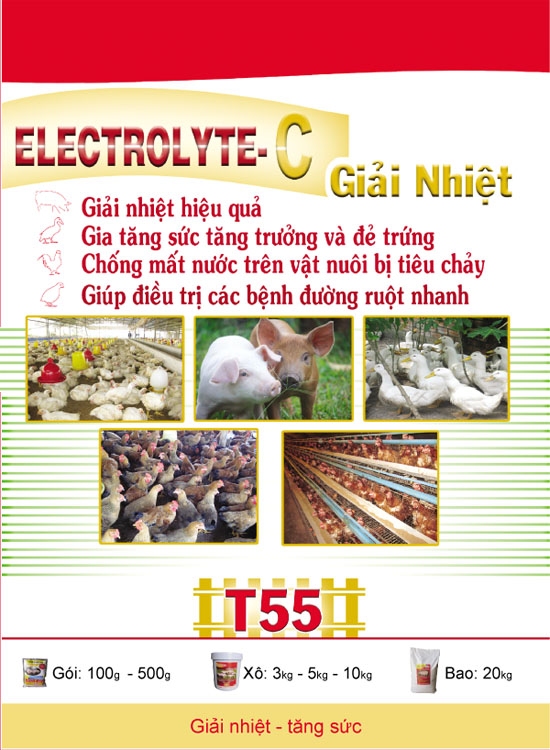 ELECTROLYTE-C
Giải Nhiệt
Giải nhiệt hiệu quả
Gia tăng sức tăng trưởng và đẻ trứng
Chống mất nước trên vật nuôi bị tiêu chảy
Giúp điều trị các bệnh đường ruột nhanh
T55
Gói: 100g - 500g
Xô: 3kg - 5kg - 10kg
Bao: 20kg
Giải nhiệt - tăng sức